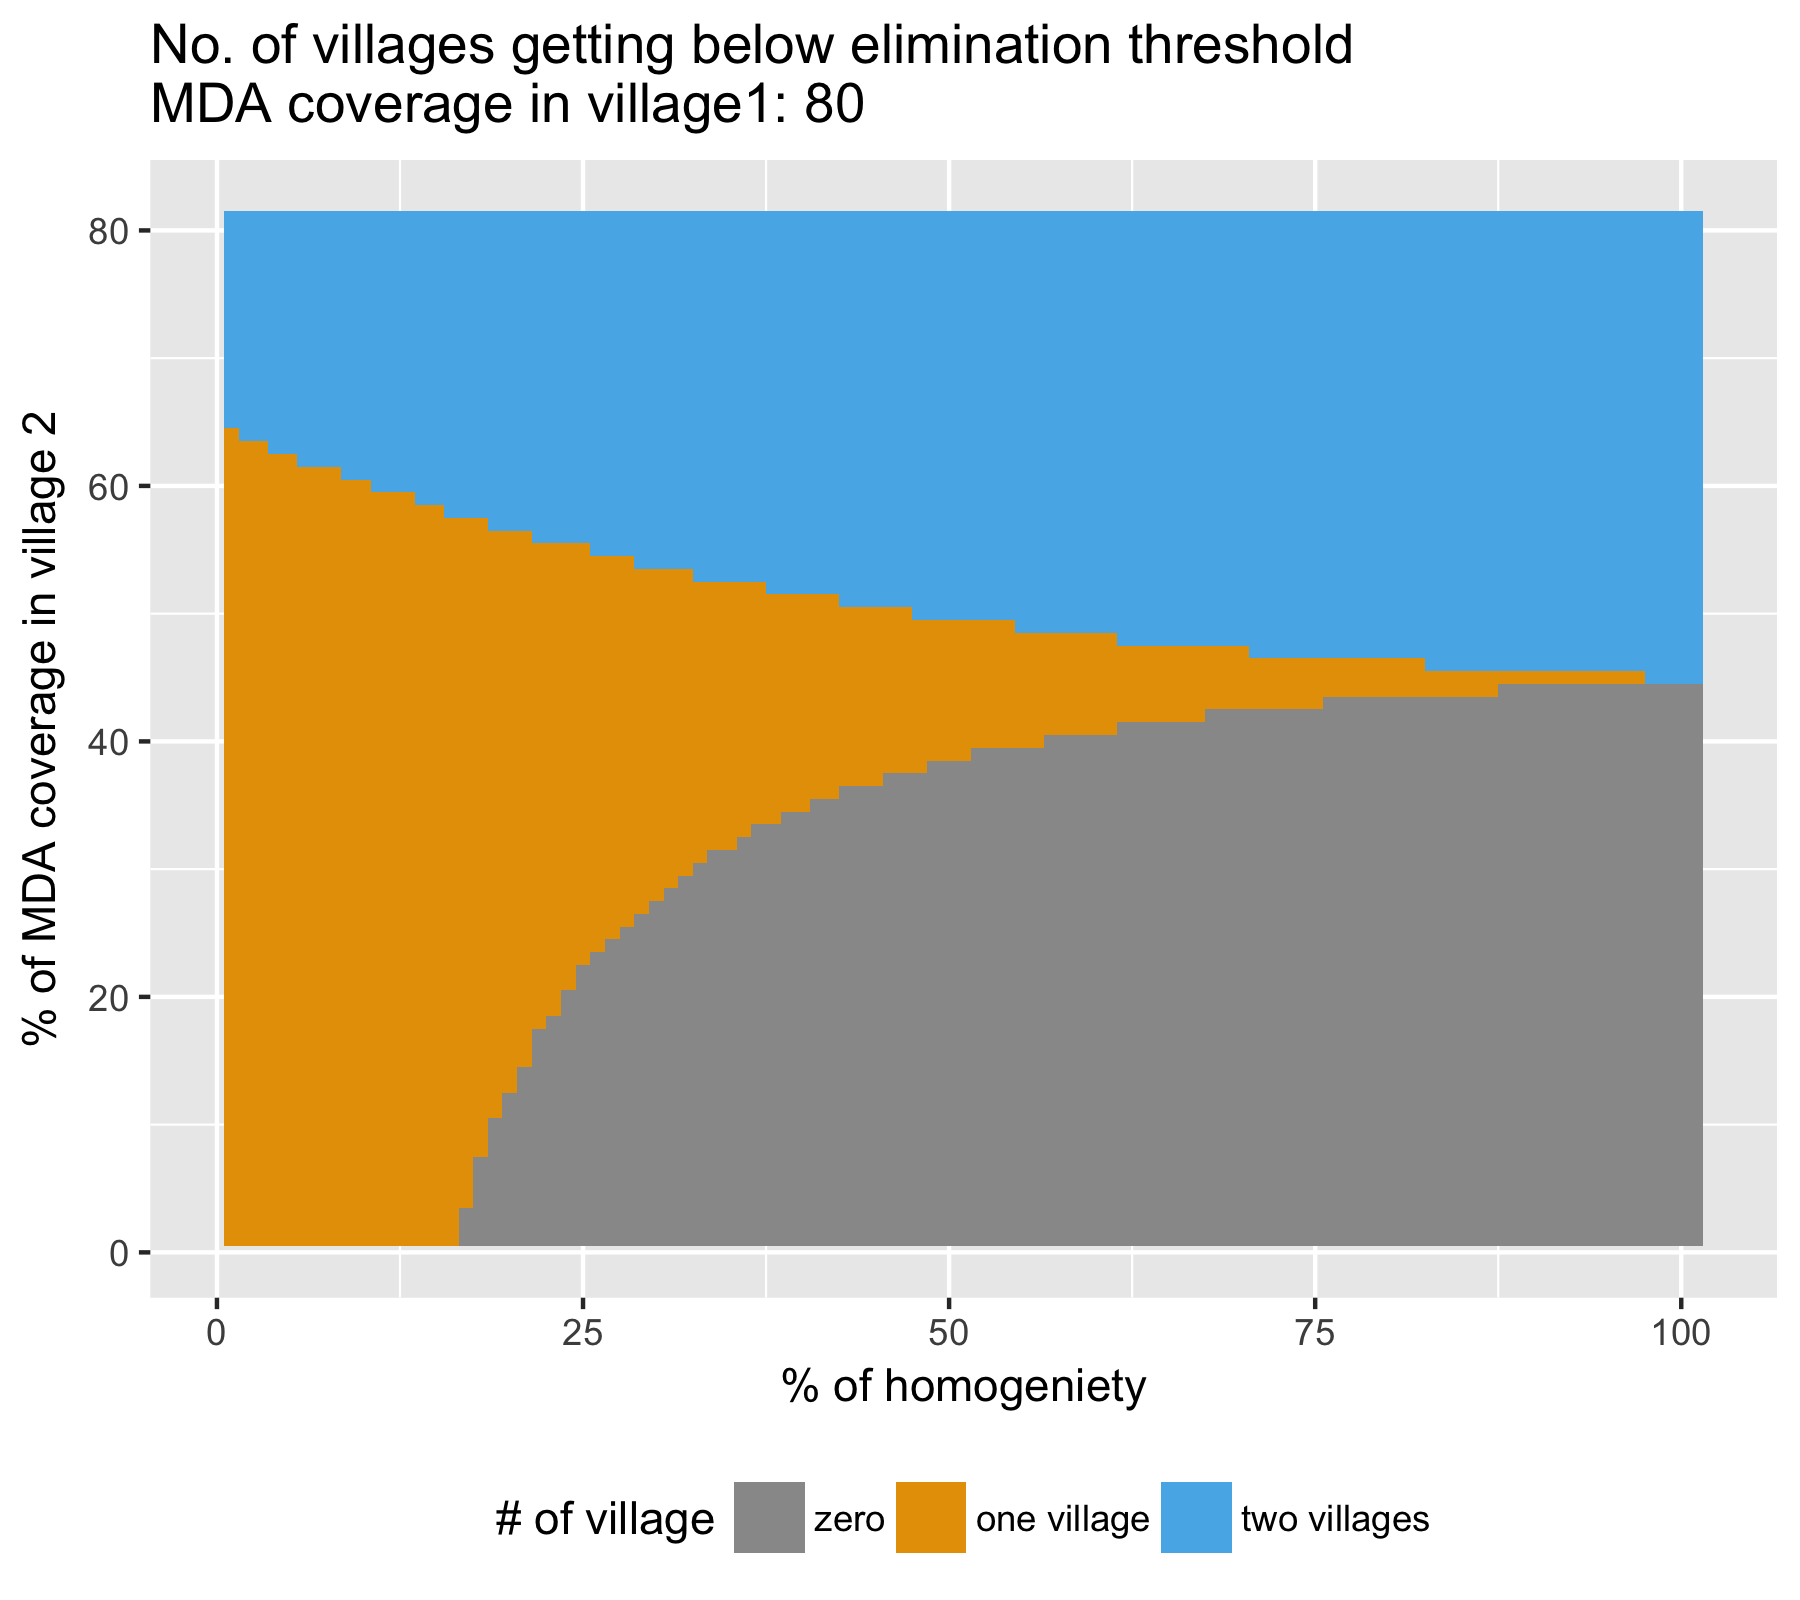 No. of villages getting below elimination threshold
MDA coverage in village1: 80
% of MDA coverage in village 2
80
60
40
20
0
0 25 50 75 100
% of homogeniety
# of village zero one village two villages